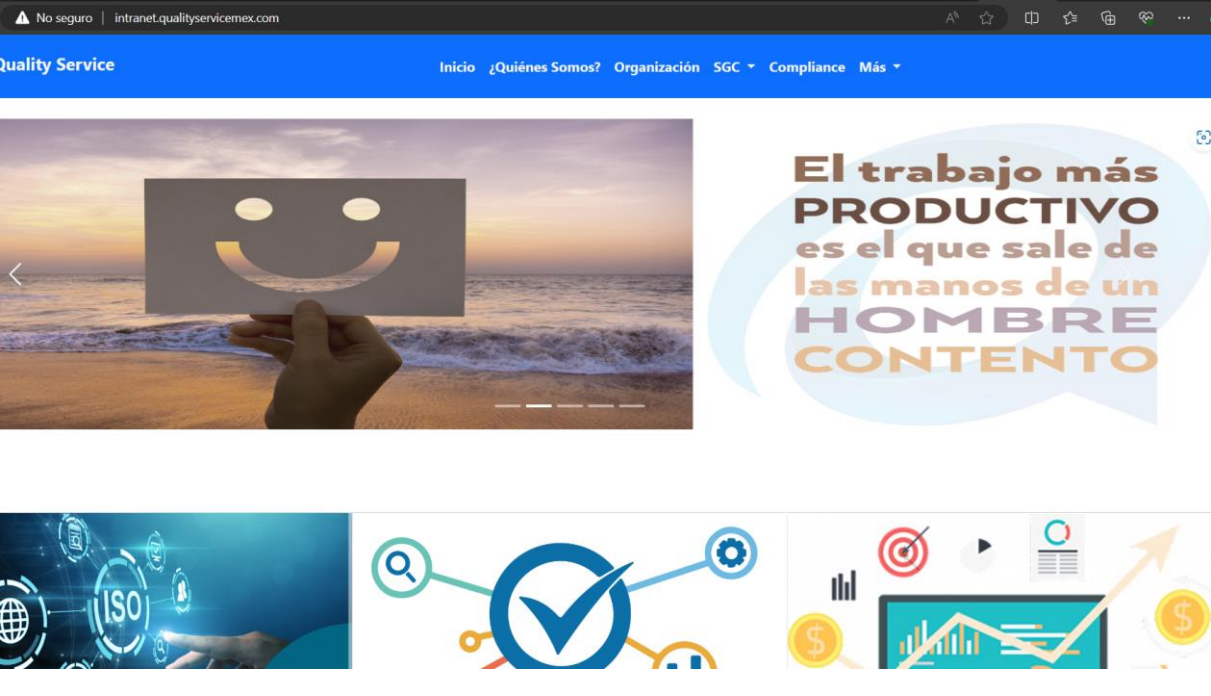 No seguro | intranet.qualityservicemex.com
Quality Service
Inicio ¿Quiénes Somos? Organización SGC Compliance Más
El trabajo más
PRODUCTIVO
es el que sale de
las manos de un
HOMBRE
CONTENTO
ISO